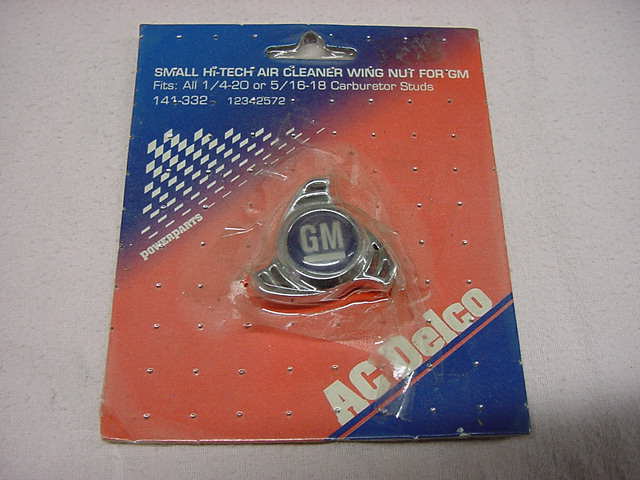 SMALL HI-TECH AIR CLEANER WING NUT FOR GM
Fits: All 1/4-20 or 5/16-18 Carburetor Studs
141-332 12342572
POWERPARTS
GM
AC Delco